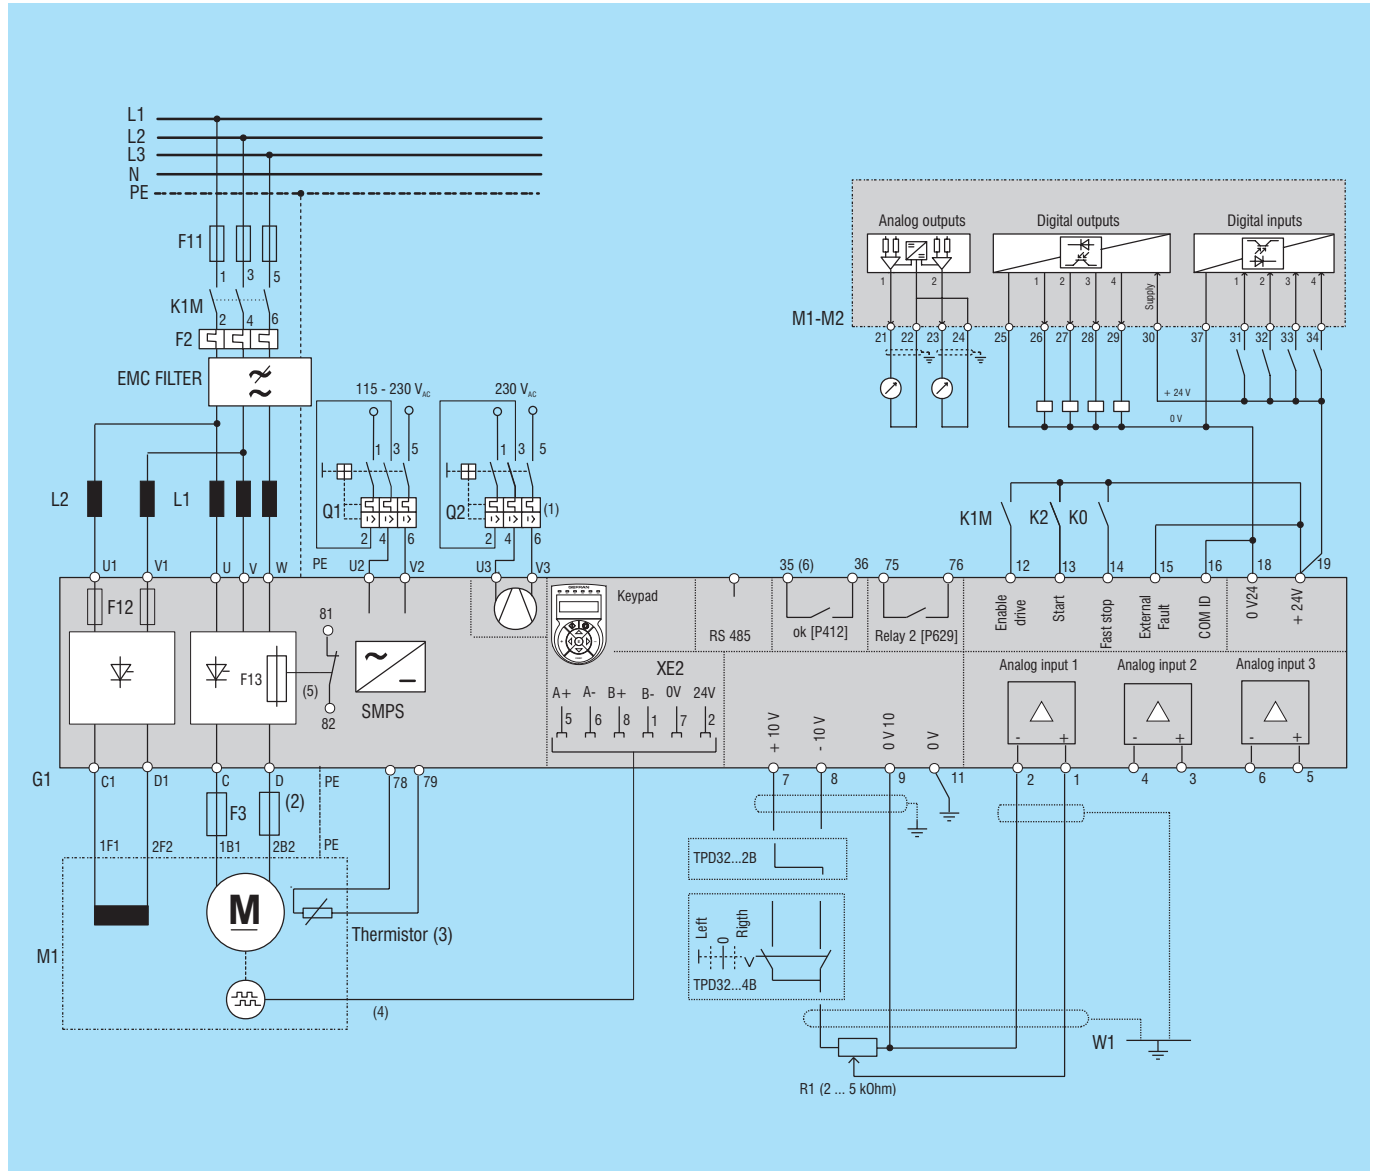 L1
L2
L3
N
PE
F11
1 3 5
K1M
2 4 6
F2
EMC FILTER
115 - 230 VAC
230 VAC
1 3 5
1 3 5
L2
L1
Q1
Q2
(1)
2 4 6
2 4 6
U1 V1 U V W PE U2 V2 U3 V3
F12
F13
(5)
81
82
SMPS
GEFRAN
Keypad
XE2
A+ A- B+ B- 0V 24V
5 6 8 1 7 2
RS 485
35 (6) 36
ok [P412]
75 76
Relay 2 [P629]
Analog outputs
Digital outputs
Digital inputs
1 2
1 2 3 4
Supply
1 2 3 4
M1-M2
21 22 23 24 25 26 27 28 29 30 37 31 32 33 34
+ 24 V
0 V
K1M K2 K0
12 13 14 15 16 18 19
Enable drive
Start
Fast stop
External Fault
COM ID
0 V24
+ 24V
Analog input 1
Analog input 2
Analog input 3
- +
- +
- +
+ 10 V
- 10 V
0 V 10
0 V
7 8 9 11 2 1 4 3 6 5
G1
C1 D1 C D PE 78 79
F3
(2)
1F1 2F2 1B1 2B2 PE
M
M1
Thermistor (3)
(4)
TPD32...2B
Left
0
Rigth
TPD32...4B
W1
R1 (2 ... 5 kOhm)